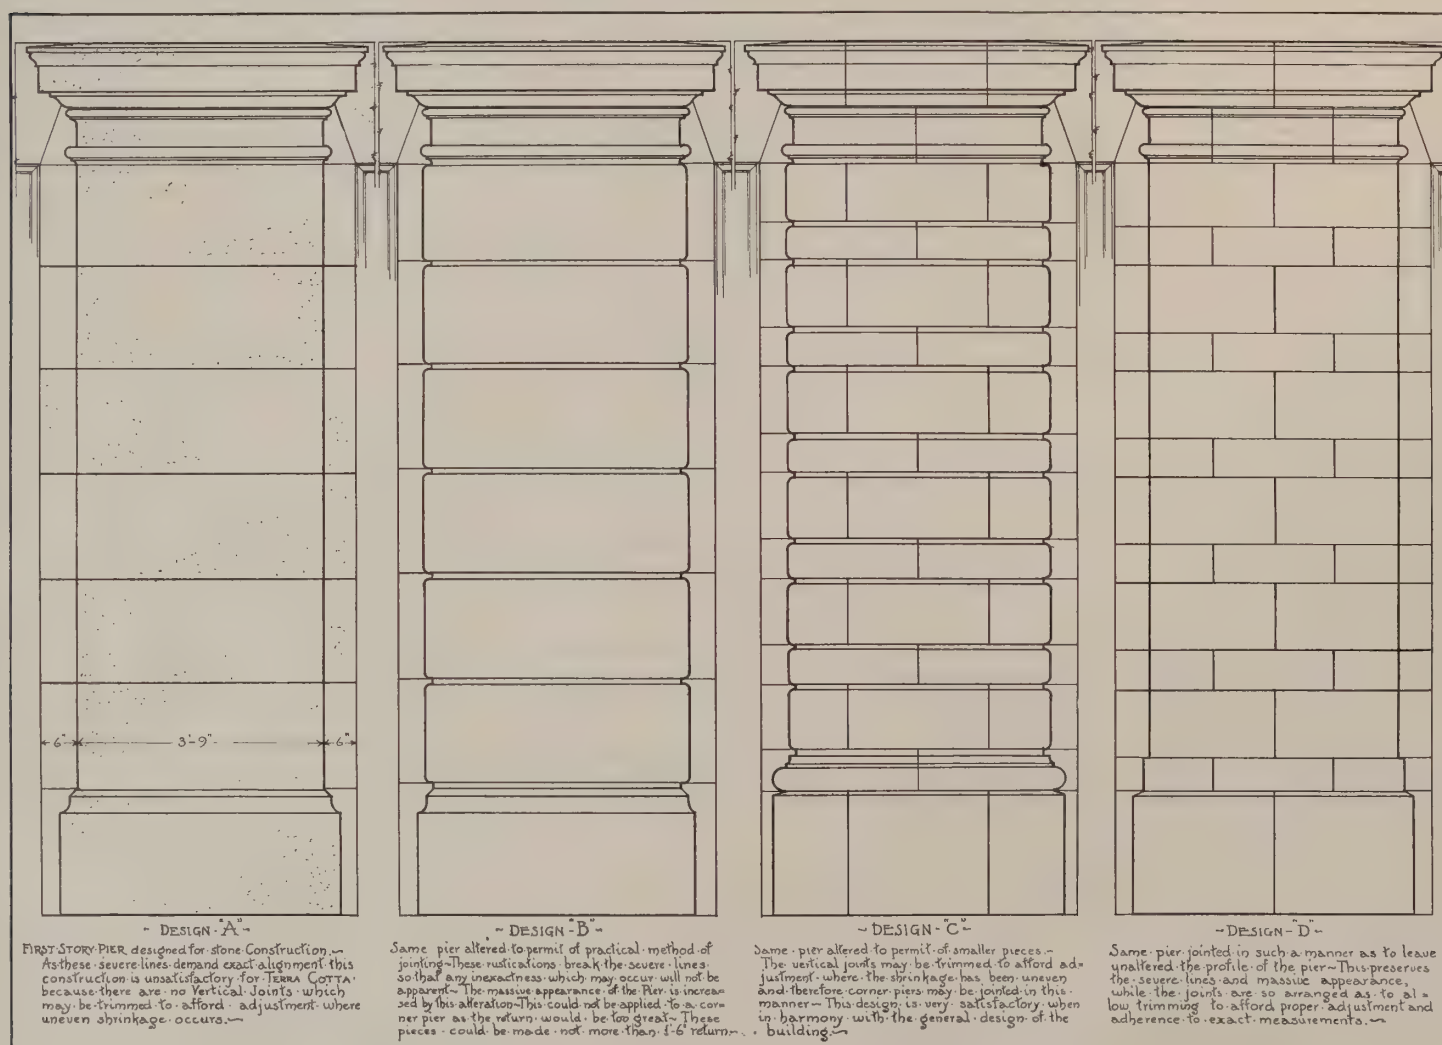 6" 3'-9" 6"
~ DESIGN·"A" ~
FIRST·STORY·PIER designed·for·stone·Construction.~
As·these·severe·lines·demand·exact·alignment·this
construction·is·unsatisfactory·for·TERRA COTTA·
because·there·are·no·Vertical·Joints·which
may·be·trimmed·to·afford·adjustment·where
uneven shrinkage occurs.~
~ DESIGN·"B" ~
Same pier altered·to·permit of practical·method of
jointing~These·rustications·break·the·severe·lines
so·that any inexactness·which·may·occur·will·not·be
apparent~ The·massive·appearance·of the·Pier·is·increa=
sed·by·this·alteration~This·could·not·be·applied·to·a·cor=
ner·pier as the·return·would·be·too·great~ These
pieces·could·be·made·not·more·than·1'-6" return~
~ DESIGN·"C" ~
Same·pier altered·to·permit·of·smaller·pieces.~
The vertical·joints·may·be·trimmed·to·afford·ad=
justment·where·the·shrinkage·has·been·uneven
and·therefore·corner·piers·may·be·jointed·in·this·
manner~ This·design·is·very·satisfactory·when
in·harmony·with·the·general·design·of·the
building.~
~DESIGN·"D"~
Same·pier·jointed·in·such·a·manner·as·to·leave
unaltered·the·profile·of·the·pier~This·preserves
the·severe·lines·and·massive·appearance,
while·the·joints·are·so·arranged·as·to·al=
low·trimming·to·afford·proper·adjustment·and
adherence·to·exact·measurements.~